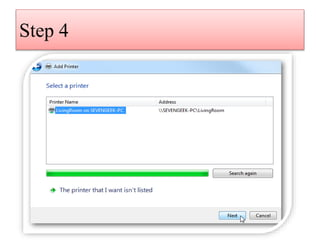 Step 4
Add Printer
Select a printer
Printer Name Address
LivingRoom on SEVENGEEK-PC \\SEVENGEEK-PC\LivingRoom
Search again
The printer that I want isn't listed
Next Cancel